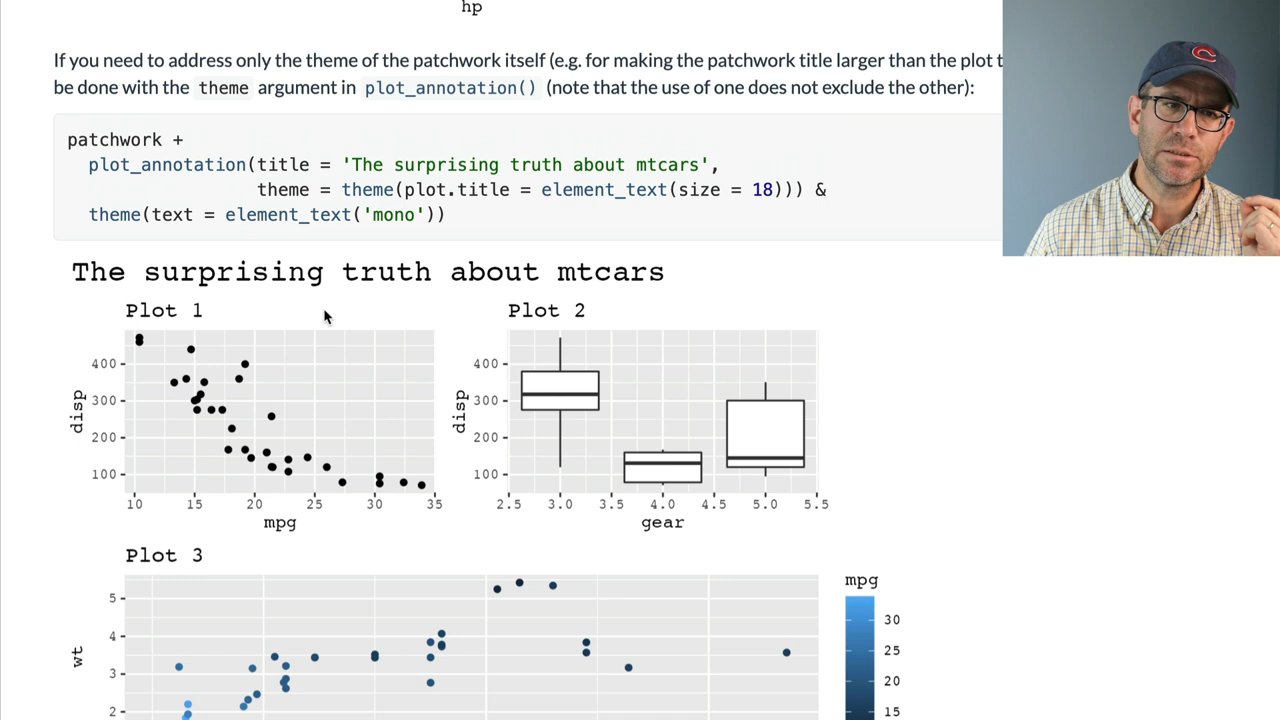 hp
If you need to address only the theme of the patchwork itself (e.g. for making the patchwork title larger than the plot t
be done with the theme argument in plot_annotation() (note that the use of one does not exclude the other):
patchwork +
plot_annotation(title = 'The surprising truth about mtcars',
theme = theme(plot.title = element_text(size = 18))) &
theme(text = element_text('mono'))
The surprising truth about mtcars
Plot 1
400
300
200
100
disp
10 15 20 25 30 35
mpg
Plot 2
400
300
200
100
disp
2.5 3.0 3.5 4.0 4.5 5.0 5.5
gear
Plot 3
5
4
3
2
wt
mpg
30
25
20
15
C